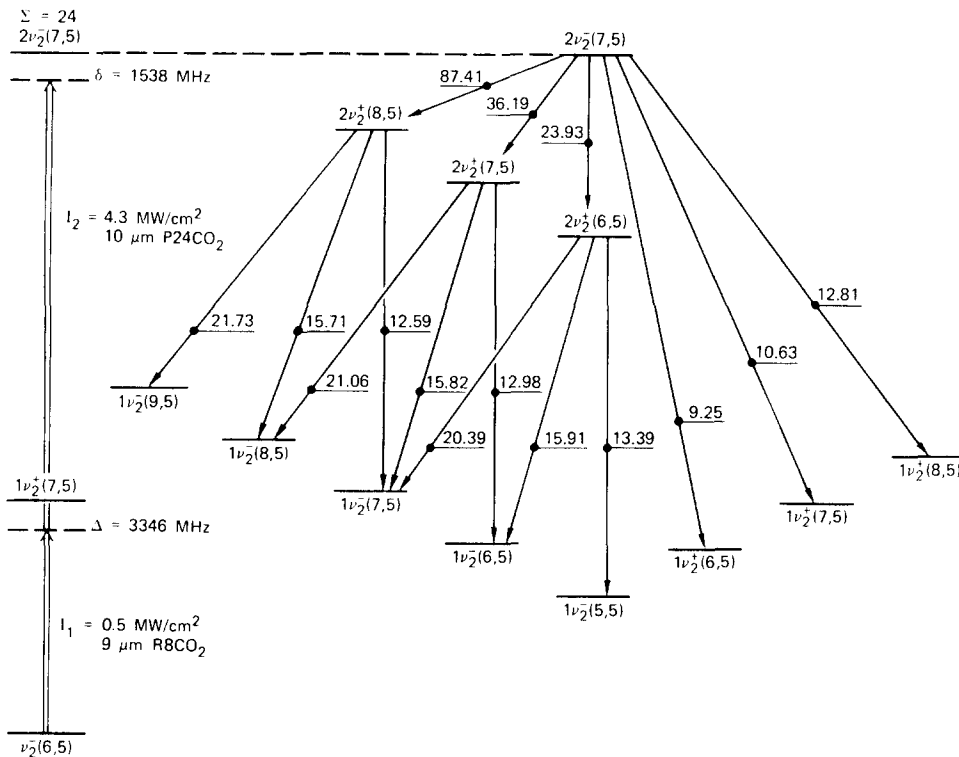 Σ = 24
2ν₂⁻(7,5)
δ = 1538 MHz
I₂ = 4.3 MW/cm²
10 μm P24CO₂
1ν₂⁺(7,5)
Δ = 3346 MHz
I₁ = 0.5 MW/cm²
9 μm R8CO₂
ν₂⁻(6,5)
2ν₂⁻(7,5)
87.41
36.19
23.93
2ν₂⁺(8,5)
2ν₂⁺(7,5)
2ν₂⁺(6,5)
21.73
15.71
12.59
12.81
21.06
15.82
12.98
10.63
20.39
15.91
13.39
9.25
1ν₂⁻(9,5)
1ν₂⁻(8,5)
1ν₂⁺(8,5)
1ν₂⁻(7,5)
1ν₂⁺(7,5)
1ν₂⁻(6,5)
1ν₂⁺(6,5)
1ν₂⁻(5,5)